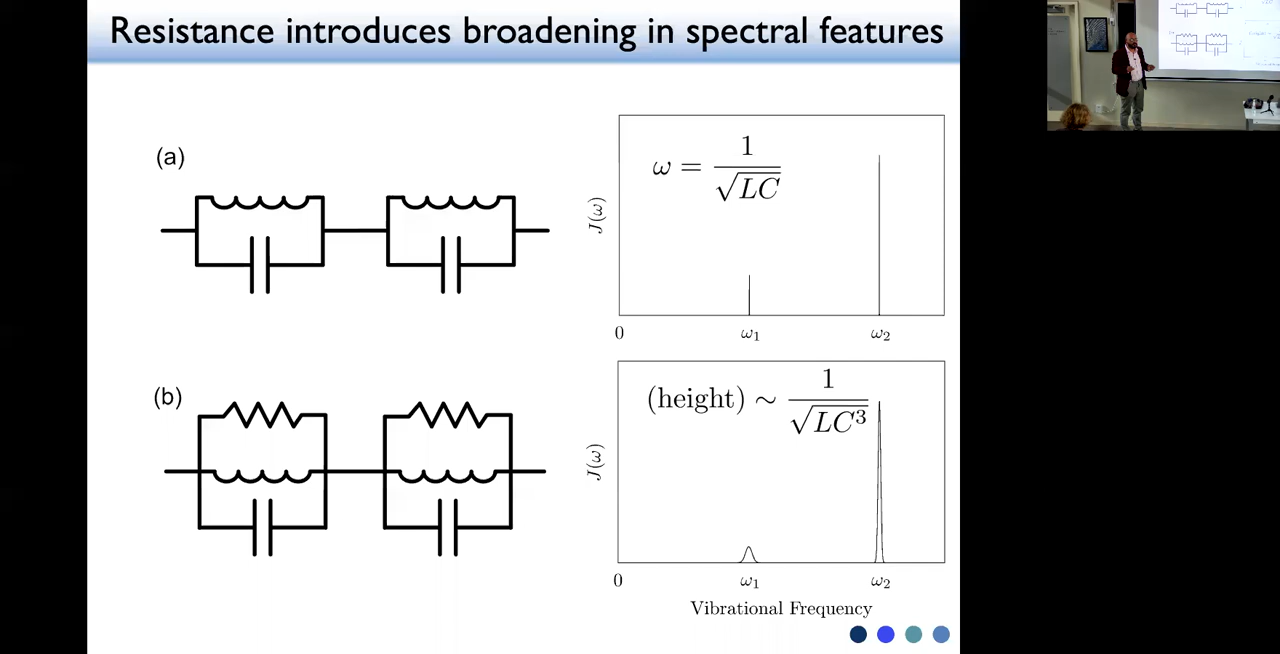 Resistance introduces broadening in spectral features
(a)
ω = 1/√LC
J(ω)
0 ω₁ ω₂
(b)
(height) ~ 1/√LC³
J(ω)
0 ω₁ ω₂
Vibrational Frequency